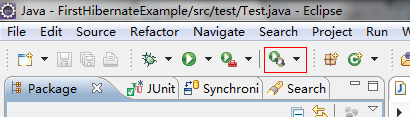 Java - FirstHibernateExample/src/test/Test.java - Eclipse
File Edit Source Refactor Navigate Search Project Run W
Package JUnit Synchroni Search J